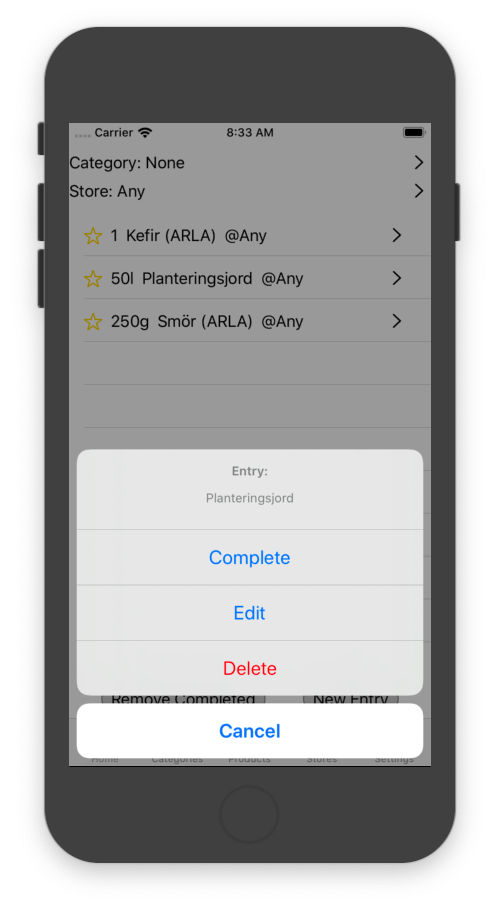 Carrier 8:33 AM
Category: None
Store: Any
1 Kefir (ARLA) @Any
50l Planteringsjord @Any
250g Smör (ARLA) @Any
Entry:
Planteringsjord
Complete
Edit
Delete
Remove Completed New Entry
Cancel
Home Categories Products Stores Settings